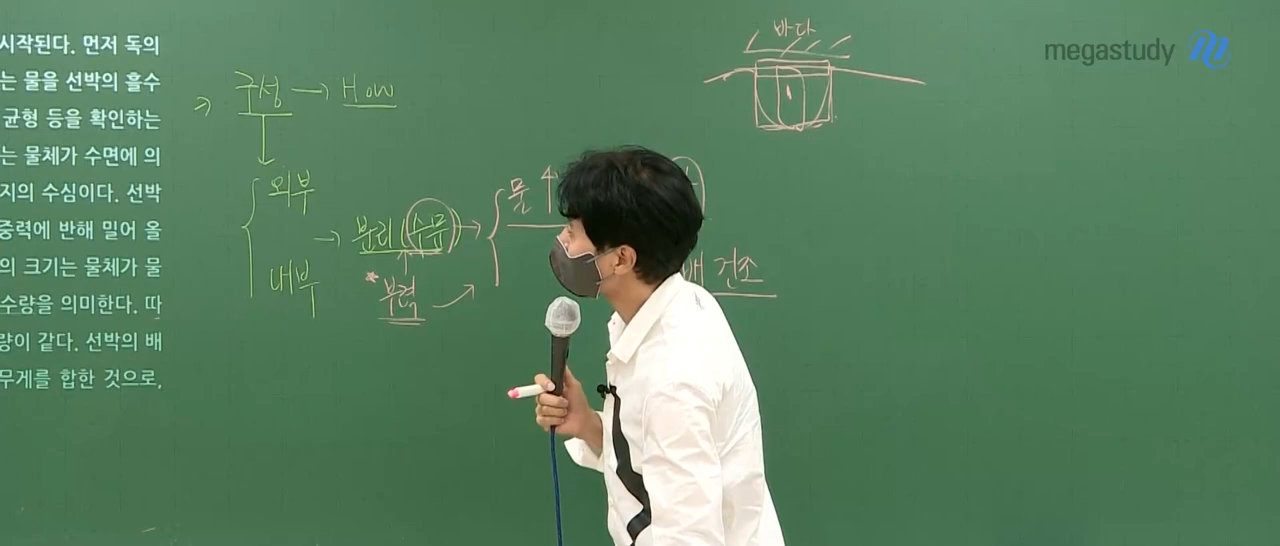 시작된다. 먼저 독의
는 물을 선박의 흘수
균형 등을 확인하는
는 물체가 수면에 의
지의 수심이다. 선박
중력에 반해 밀어 올
의 크기는 물체가 물
수량을 의미한다. 따
량이 같다. 선박의 배
무게를 합한 것으로,
구성 → How
외부
내부
→ 분리 (수문) →
* 부력
문 ↑
배 건조
바다
megastudy